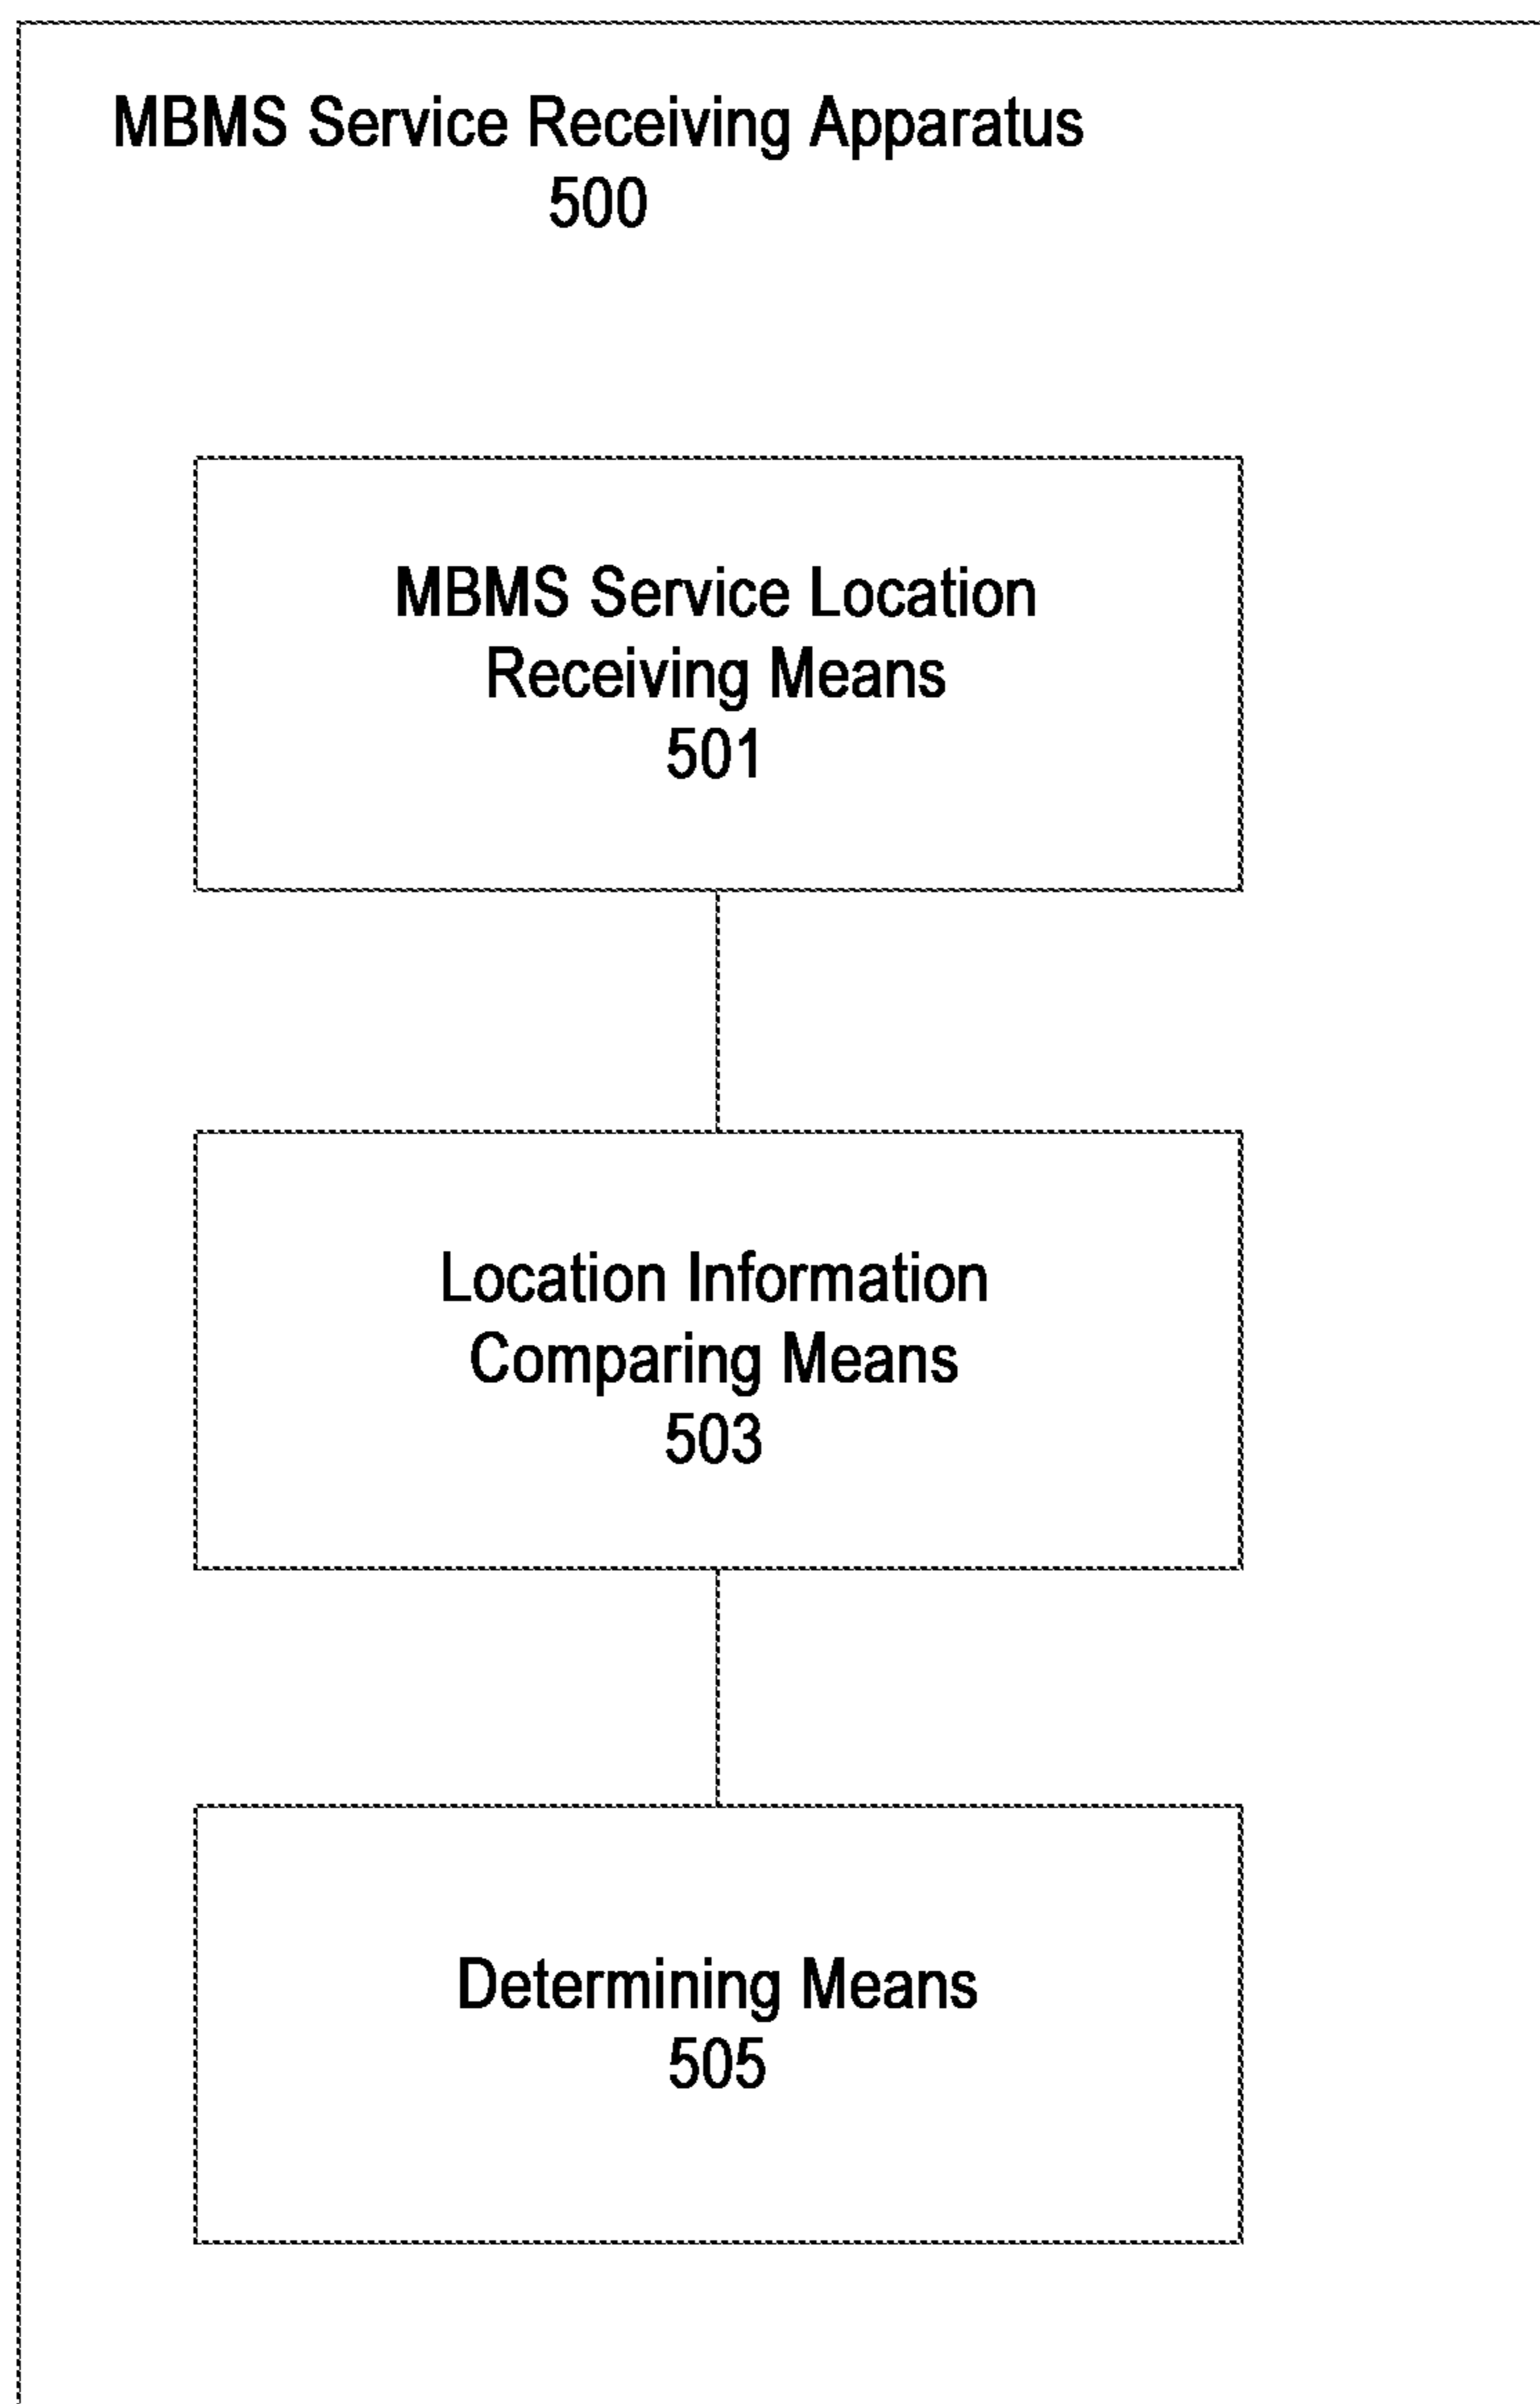 MBMS Service Receiving Apparatus
500
MBMS Service Location
Receiving Means
501
Location Information
Comparing Means
503
Determining Means
505